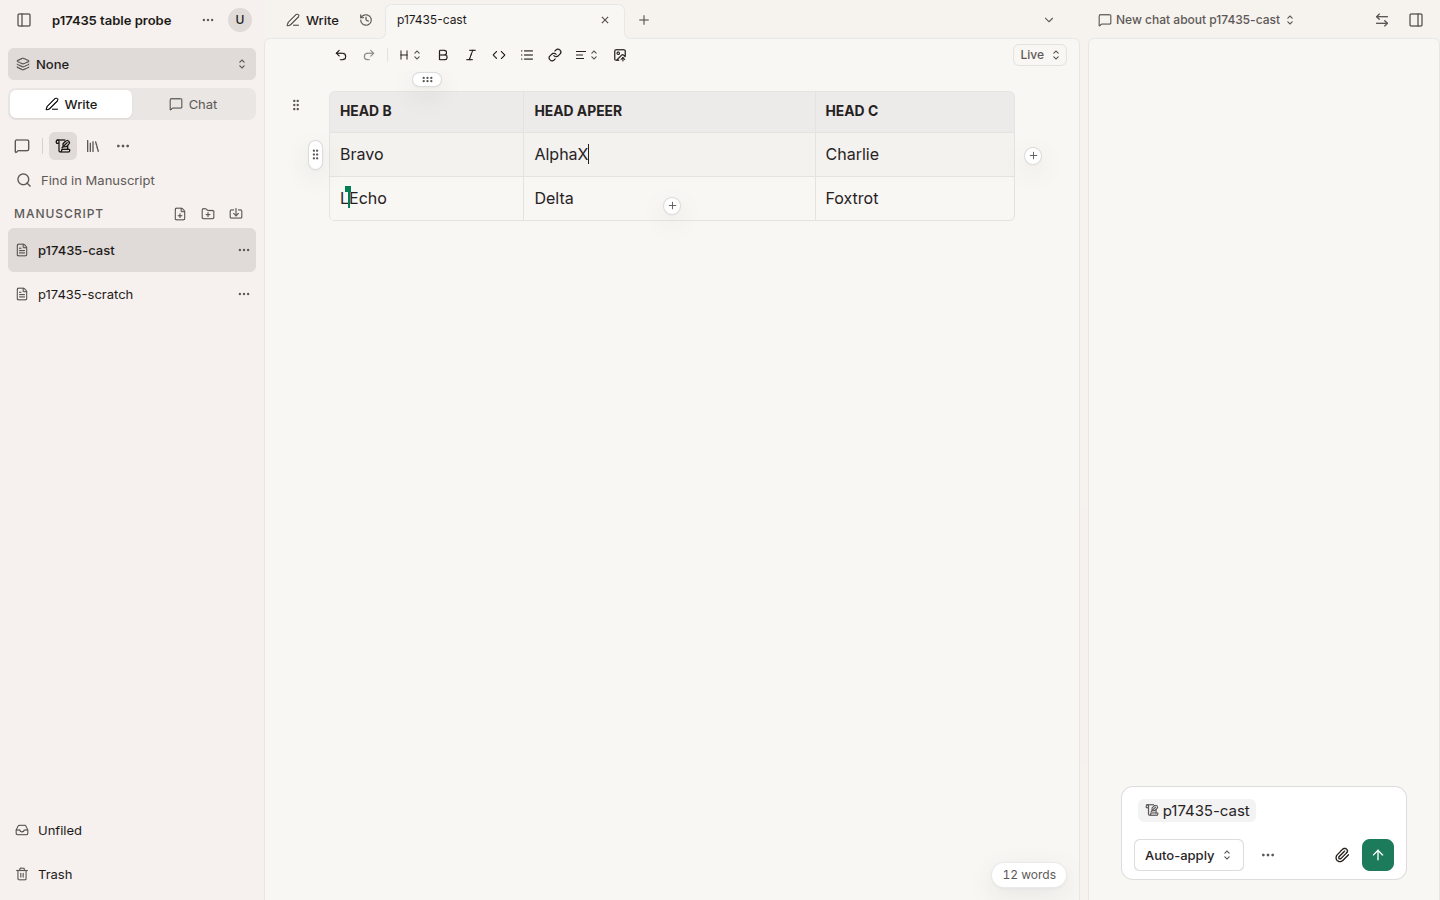 p17435 table probe
U
Write
p17435-cast
New chat about p17435-cast
None
Write
Chat
H
B
I
Live
HEAD B
HEAD APEER
HEAD C
Bravo
AlphaX
Charlie
LEcho
Delta
Foxtrot
Find in Manuscript
MANUSCRIPT
p17435-cast
p17435-scratch
Unfiled
Trash
12 words
p17435-cast
Auto-apply